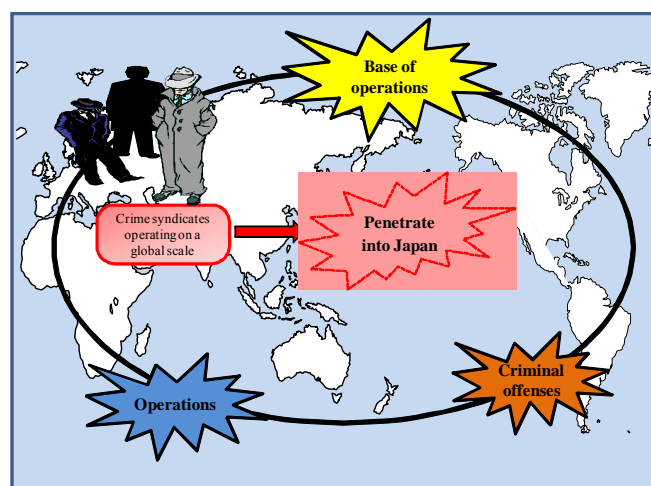 Base of
operations
Crime syndicates
operating on a
global scale
Penetrate
into Japan
Operations
Criminal
offenses